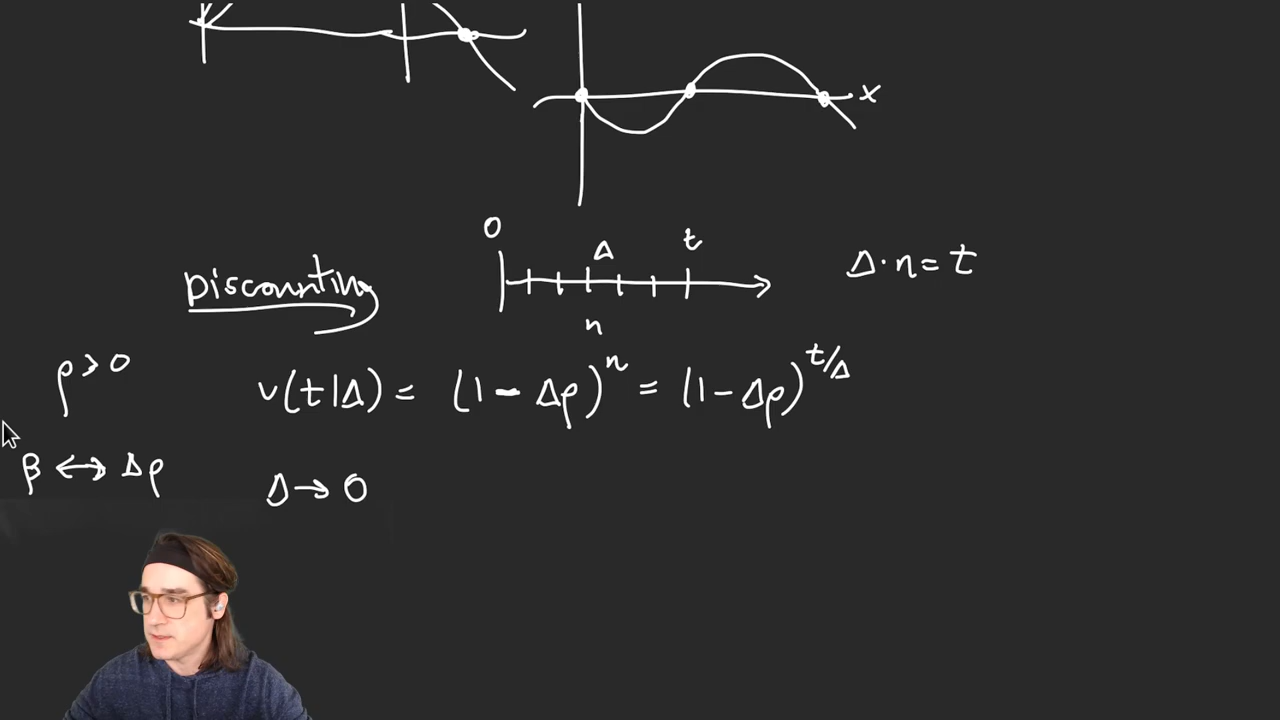 x
0 Δ t Δ·n = t
Discounting
n
ρ > 0 v(t|Δ) = (1 - Δρ)^n = (1 - Δρ)^{t/Δ}
β ↔ Δρ Δ → 0